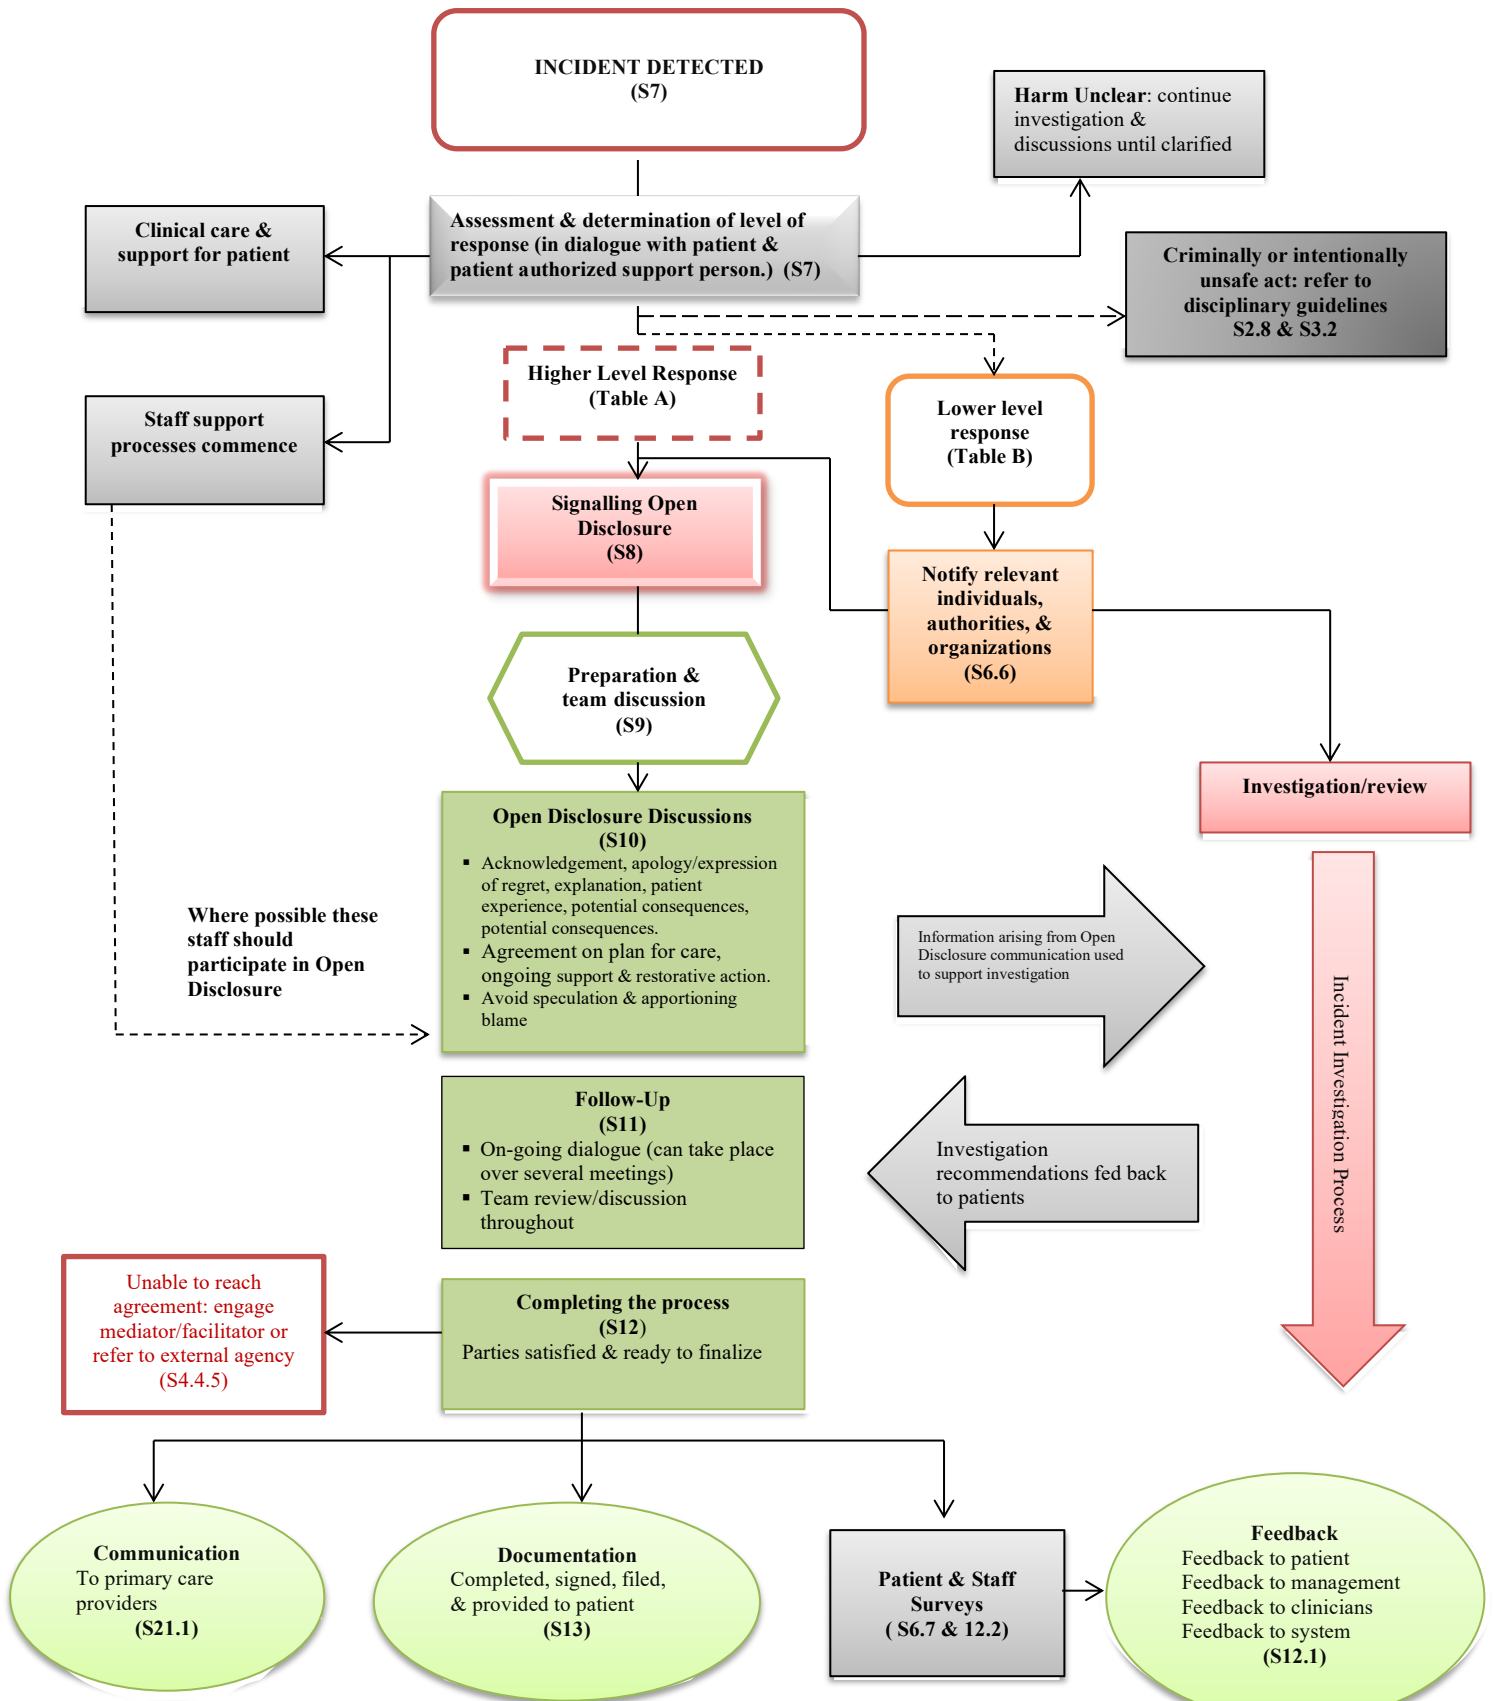 INCIDENT DETECTED
(S7)
Harm Unclear: continue
investigation &
discussions until clarified
Clinical care &
support for patient
Assessment & determination of level of
response (in dialogue with patient &
patient authorized support person.) (S7)
Criminally or intentionally
unsafe act: refer to
disciplinary guidelines
S2.8 & S3.2
Higher Level Response
(Table A)
Lower level
response
(Table B)
Staff support
processes commence
Signalling Open
Disclosure
(S8)
Notify relevant
individuals,
authorities, &
organizations
(S6.6)
Preparation &
team discussion
(S9)
Investigation/review
Open Disclosure Discussions
(S10)
▪ Acknowledgement, apology/expression
of regret, explanation, patient
experience, potential consequences,
potential consequences.
▪ Agreement on plan for care,
ongoing support & restorative action.
▪ Avoid speculation & apportioning
blame
Where possible these
staff should
participate in Open
Disclosure
Information arising from Open
Disclosure communication used
to support investigation
Incident Investigation Process
Follow-Up
(S11)
▪ On-going dialogue (can take place
over several meetings)
▪ Team review/discussion
throughout
Investigation
recommendations fed back
to patients
Unable to reach
agreement: engage
mediator/facilitator or
refer to external agency
(S4.4.5)
Completing the process
(S12)
Parties satisfied & ready to finalize
Communication
To primary care
providers
(S21.1)
Documentation
Completed, signed, filed,
& provided to patient
(S13)
Patient & Staff
Surveys
( S6.7 & 12.2)
Feedback
Feedback to patient
Feedback to management
Feedback to clinicians
Feedback to system
(S12.1)